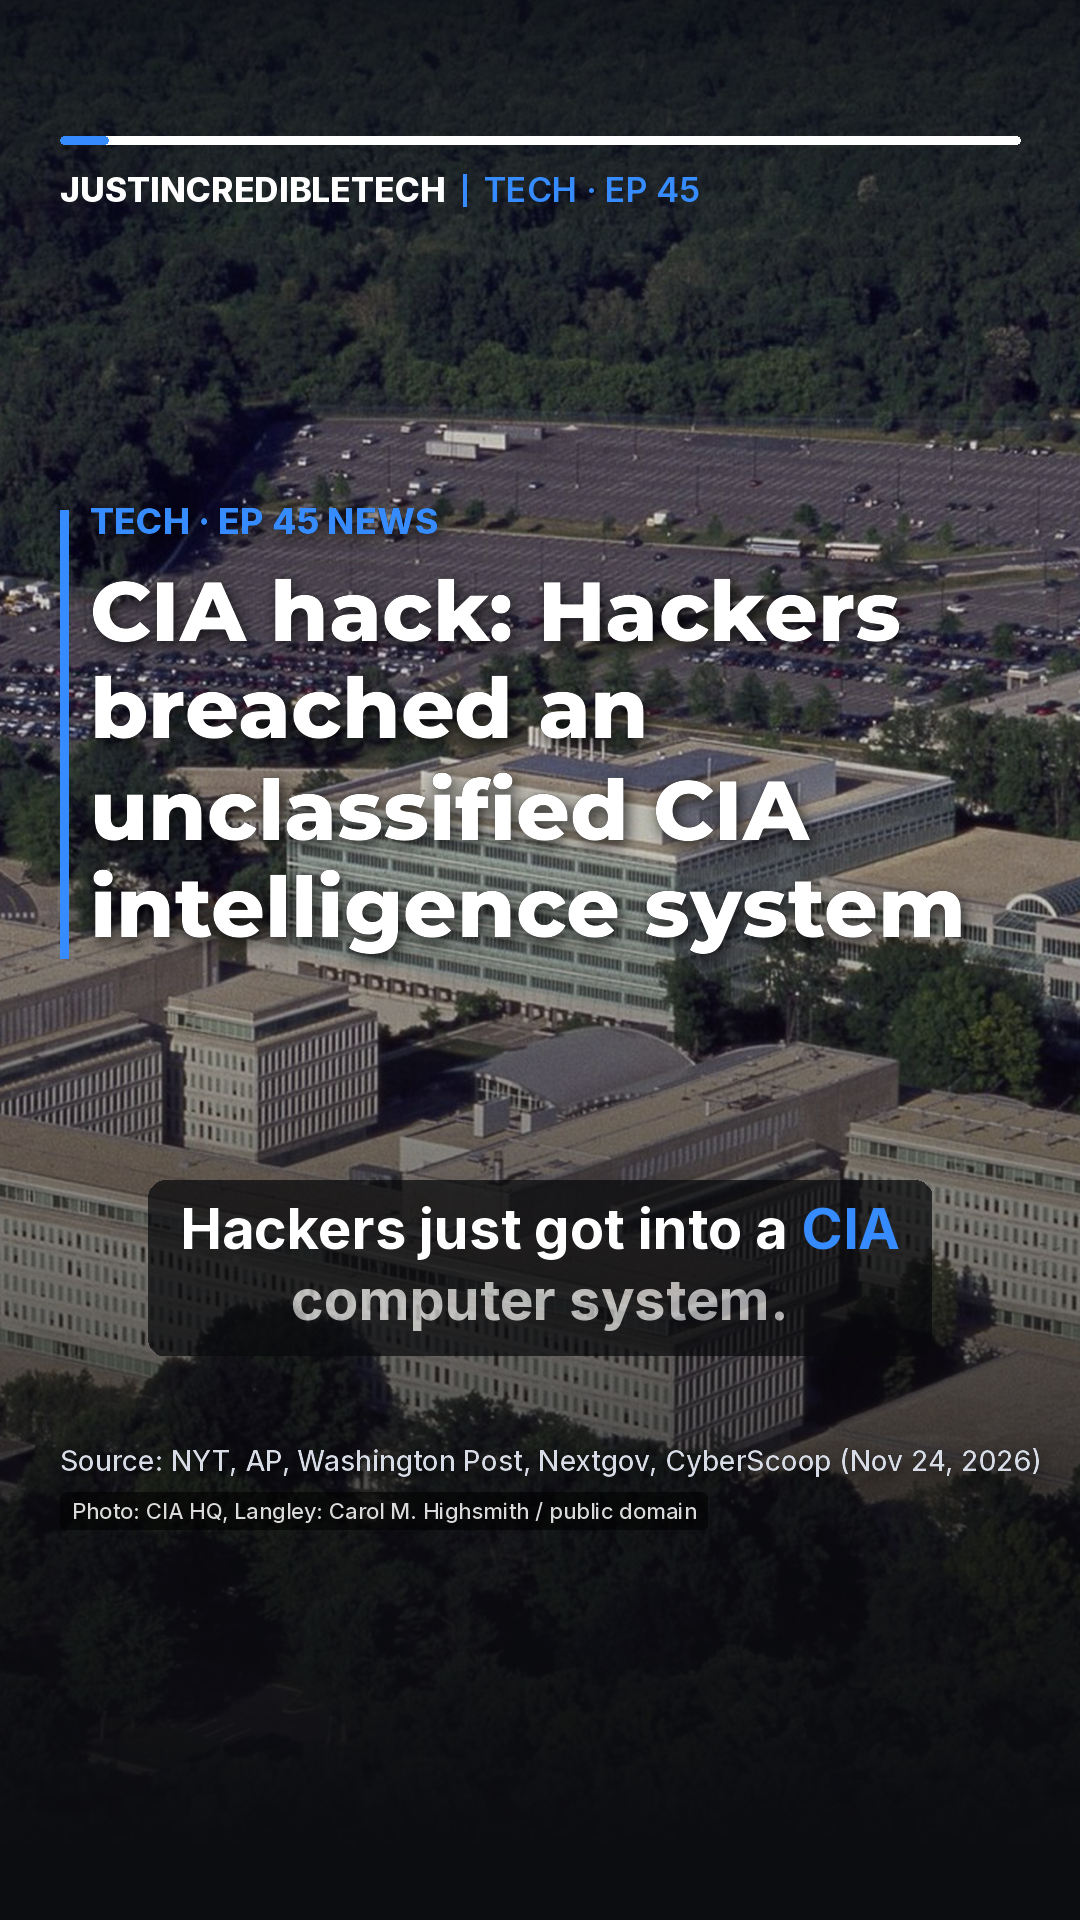 JUSTINCREDIBLETECH | TECH · EP 45
TECH · EP 45 NEWS
CIA hack: Hackers
breached an
unclassified CIA
intelligence system
Hackers just got into a CIA
computer system.
Source: NYT, AP, Washington Post, Nextgov, CyberScoop (Nov 24, 2026)
Photo: CIA HQ, Langley: Carol M. Highsmith / public domain